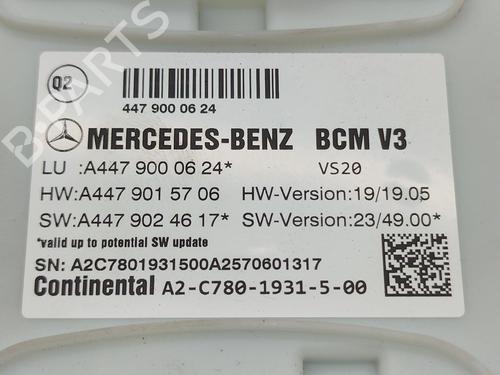 B-PARTS
Q2
447 900 06 24
MERCEDES-BENZ BCM V3
LU :A447 900 06 24* VS20
HW:A447 901 57 06 HW-Version:19/19.05
SW:A447 902 46 17* SW-Version:23/49.00*
*valid up to potential SW update
SN: A2C7801931500A2570601317
Continental A2-C780-1931-5-00